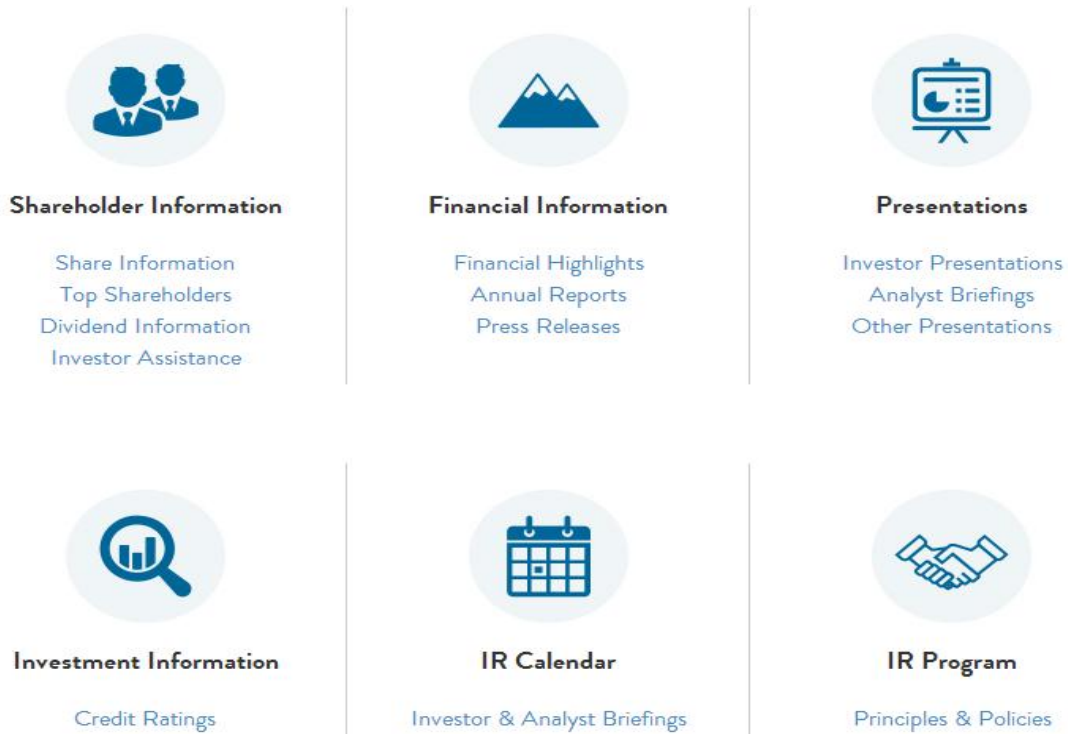 Shareholder Information
Share Information
Top Shareholders
Dividend Information
Investor Assistance
Financial Information
Financial Highlights
Annual Reports
Press Releases
Presentations
Investor Presentations
Analyst Briefings
Other Presentations
Investment Information
Credit Ratings
IR Calendar
Investor & Analyst Briefings
IR Program
Principles & Policies